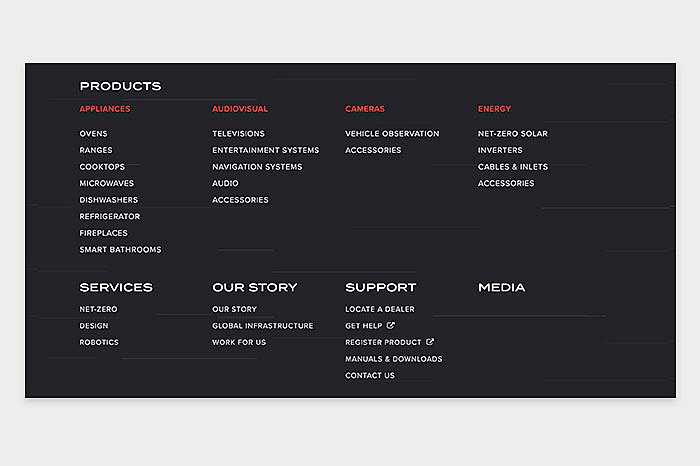 PRODUCTS
APPLIANCES
OVENS
RANGES
COOKTOPS
MICROWAVES
DISHWASHERS
REFRIGERATOR
FIREPLACES
SMART BATHROOMS
AUDIOVISUAL
TELEVISIONS
ENTERTAINMENT SYSTEMS
NAVIGATION SYSTEMS
AUDIO
ACCESSORIES
CAMERAS
VEHICLE OBSERVATION
ACCESSORIES
ENERGY
NET-ZERO SOLAR
INVERTERS
CABLES & INLETS
ACCESSORIES
SERVICES
NET-ZERO
DESIGN
ROBOTICS
OUR STORY
OUR STORY
GLOBAL INFRASTRUCTURE
WORK FOR US
SUPPORT
LOCATE A DEALER
GET HELP
REGISTER PRODUCT
MANUALS & DOWNLOADS
CONTACT US
MEDIA